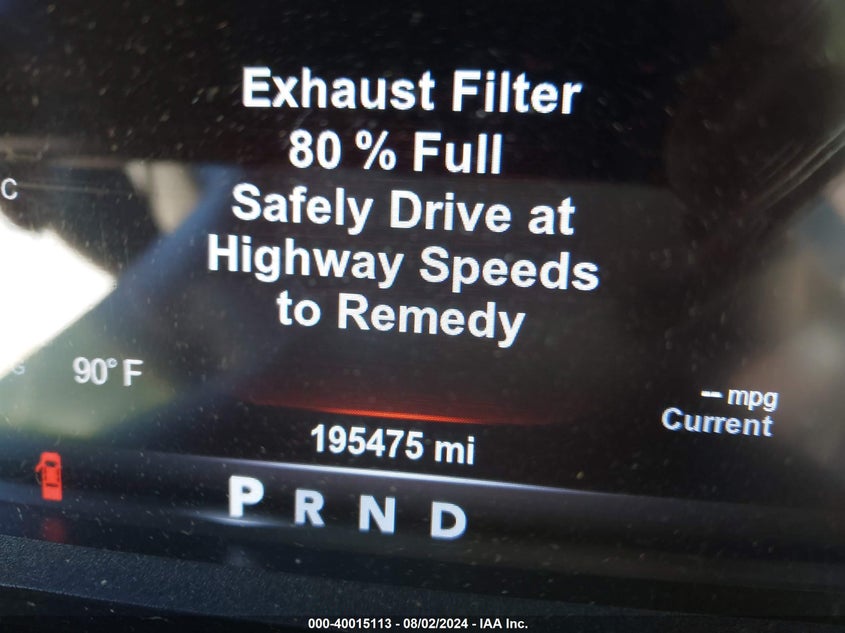 Exhaust Filter
80 % Full
Safely Drive at
Highway Speeds
to Remedy
C
90° F
-- mpg
Current
195475 mi
P R N D
000-40015113 - 08/02/2024 - IAA Inc.